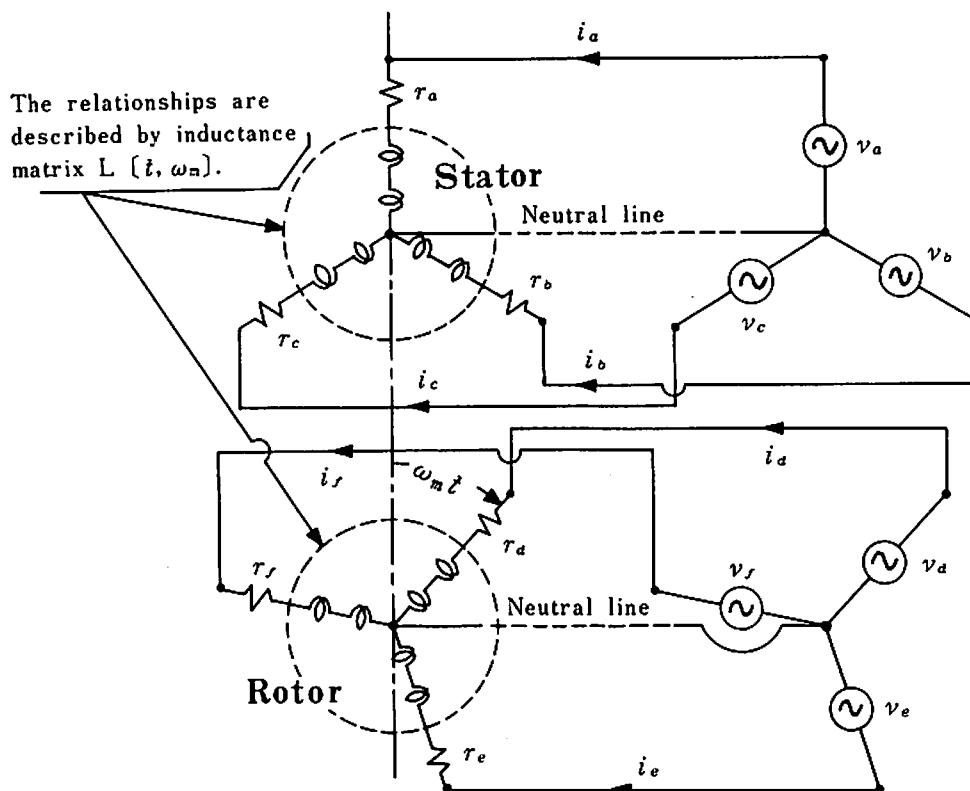 The relationships are
described by inductance
matrix L [t, ωm].
ia
ra
va
Stator
Neutral line
vb
rb
vc
rc
ib
ic
id
if
ωmt
rd
vd
rf
vf
Neutral line
Rotor
ve
re
ie